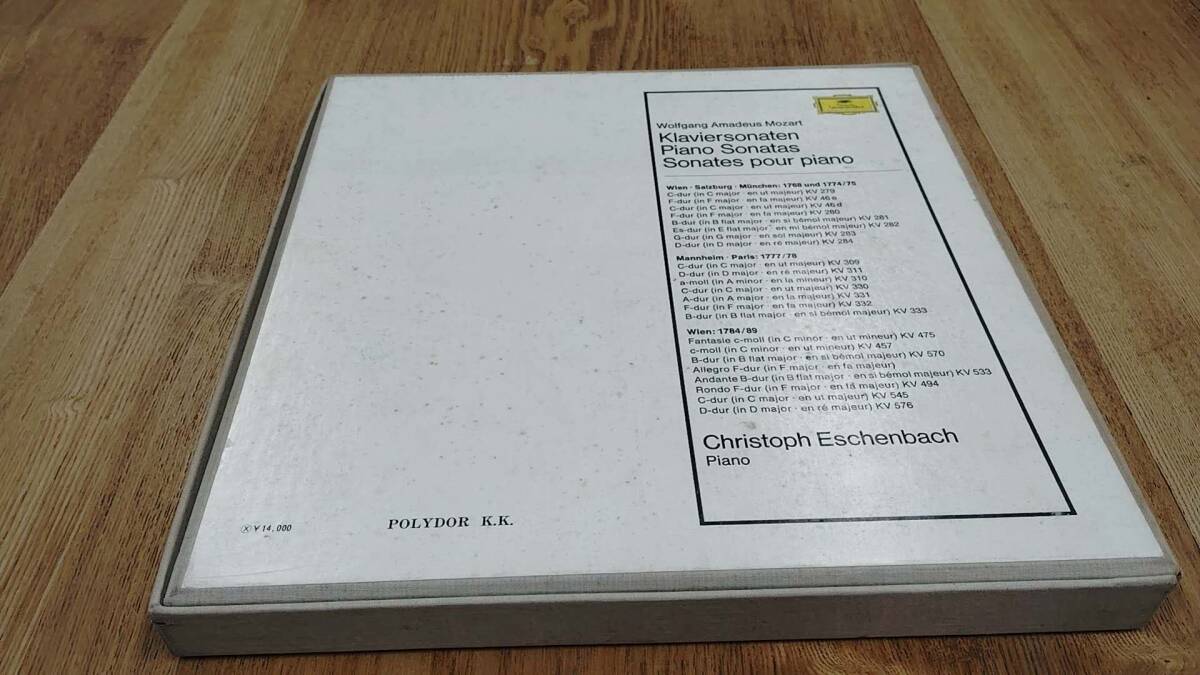 Deutsche
Grammophon
Wolfgang Amadeus Mozart
Klaviersonaten
Piano Sonatas
Sonates pour piano
Wien · Salzburg · München: 1768 und 1774/75
C-dur (in C major · en ut majeur) KV 279
F-dur (in F major · en fa majeur) KV 46 e
C-dur (in C major · en ut majeur) KV 46 d
F-dur (in F major · en fa majeur) KV 280
B-dur (in B flat major · en si bémol majeur) KV 281
Es-dur (in E flat major · en mi bémol majeur) KV 282
G-dur (in G major · en sol majeur) KV 283
D-dur (in D major · en ré majeur) KV 284
Mannheim · Paris: 1777/78
C-dur (in C major · en ut majeur) KV 309
D-dur (in D major · en ré majeur) KV 311
a-moll (in A minor · en la mineur) KV 310
C-dur (in C major · en ut majeur) KV 330
A-dur (in A major · en la majeur) KV 331
F-dur (in F major · en fa majeur) KV 332
B-dur (in B flat major · en si bémol majeur) KV 333
Wien: 1784/89
Fantasie c-moll (in C minor · en ut mineur) KV 475
c-moll (in C minor · en ut mineur) KV 457
B-dur (in B flat major · en si bémol majeur) KV 570
Allegro F-dur (in F major · en fa majeur)
Andante B-dur (in B flat major · en si bémol majeur) KV 533
Rondo F-dur (in F major · en fa majeur) KV 494
C-dur (in C major · en ut majeur) KV 545
D-dur (in D major · en ré majeur) KV 576
Christoph Eschenbach
Piano
Ⓧ ¥ 14,000
POLYDOR K.K.